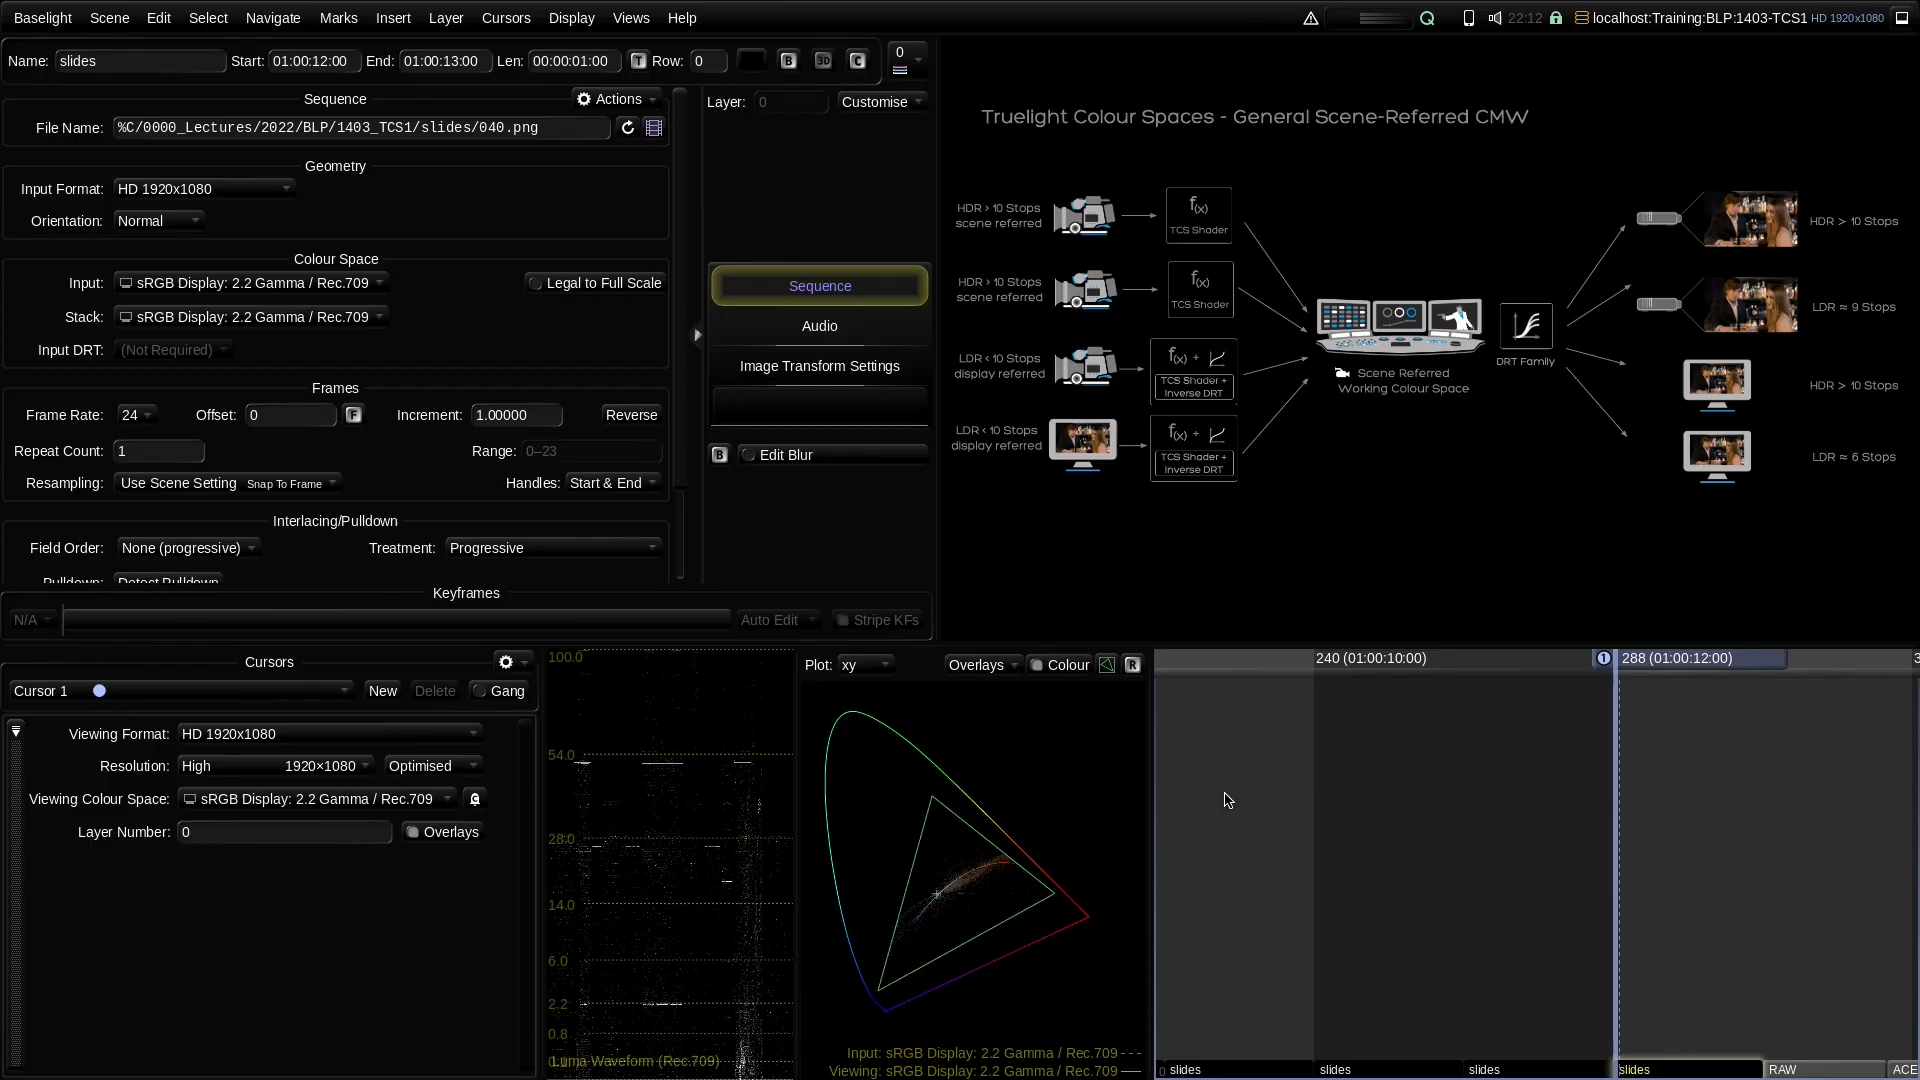 Baselight Scene Edit Select Navigate Marks Insert Layer Cursors Display Views Help
22:12 localhost:Training:BLP:1403-TCS1 HD 1920x1080
Name: slides Start: 01:00:12:00 End: 01:00:13:00 Len: 00:00:01:00 T Row: 0 B 3D C 0
Sequence Actions
File Name: %C/0000_Lectures/2022/BLP/1403_TCS1/slides/040.png
Geometry
Input Format: HD 1920x1080
Orientation: Normal
Colour Space
Input: sRGB Display: 2.2 Gamma / Rec.709 Legal to Full Scale
Stack: sRGB Display: 2.2 Gamma / Rec.709
Input DRT: (Not Required)
Frames
Frame Rate: 24 Offset: 0 F Increment: 1.00000 Reverse
Repeat Count: 1 Range: 0–23
Resampling: Use Scene Setting Snap To Frame Handles: Start & End
Interlacing/Pulldown
Field Order: None (progressive) Treatment: Progressive
Pulldown: Detect Pulldown
Keyframes
N/A Auto Edit Stripe KFs
Layer: 0 Customise
Sequence
Audio
Image Transform Settings
B Edit Blur
Truelight Colour Spaces - General Scene-Referred CMW
HDR > 10 Stops
scene referred
f(x)
TCS Shader
HDR > 10 Stops
scene referred
f(x)
TCS Shader
LDR < 10 Stops
display referred
f(x) +
TCS Shader +
Inverse DRT
LDR < 10 Stops
display referred
f(x) +
TCS Shader +
Inverse DRT
Scene Referred
Working Colour Space
DRT Family
HDR > 10 Stops
LDR ≈ 9 Stops
HDR > 10 Stops
LDR ≈ 6 Stops
Cursors
Cursor 1 New Delete Gang
Viewing Format: HD 1920x1080
Resolution: High 1920×1080 Optimised
Viewing Colour Space: sRGB Display: 2.2 Gamma / Rec.709
Layer Number: 0 Overlays
100.0
54.0
28.0
14.0
6.0
2.2
0.8
Luma Waveform (Rec.709)
Plot: xy Overlays Colour R
Input: sRGB Display: 2.2 Gamma / Rec.709 - - -
Viewing: sRGB Display: 2.2 Gamma / Rec.709 —
240 (01:00:10:00) 1 288 (01:00:12:00) 3
0 slides slides slides slides RAW ACE